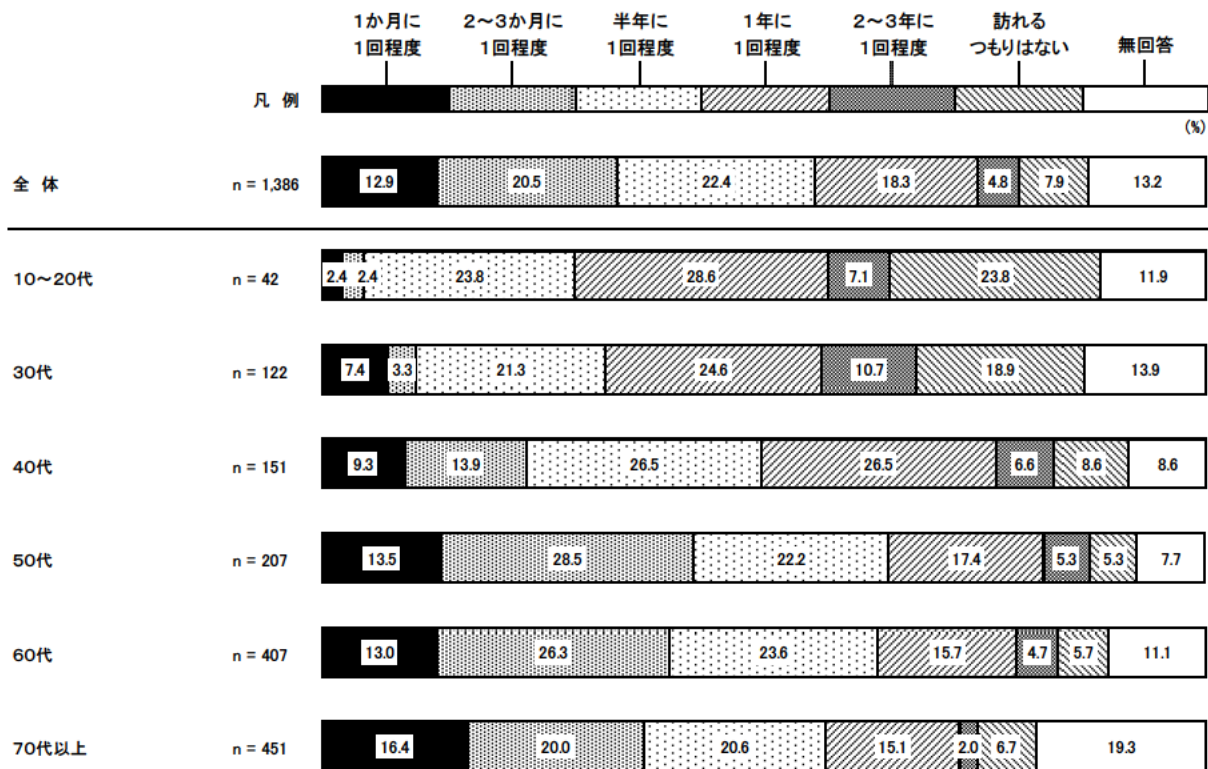 1か月に 2～3か月に 半年に 1年に 2～3年に 訪れる
1回程度 1回程度 1回程度 1回程度 1回程度 つもりはない 無回答
凡 例
(%)
全 体 n = 1,386 12.9 20.5 22.4 18.3 4.8 7.9 13.2
10～20代 n = 42 2.4 2.4 23.8 28.6 7.1 23.8 11.9
30代 n = 122 7.4 3.3 21.3 24.6 10.7 18.9 13.9
40代 n = 151 9.3 13.9 26.5 26.5 6.6 8.6 8.6
50代 n = 207 13.5 28.5 22.2 17.4 5.3 5.3 7.7
60代 n = 407 13.0 26.3 23.6 15.7 4.7 5.7 11.1
70代以上 n = 451 16.4 20.0 20.6 15.1 2.0 6.7 19.3